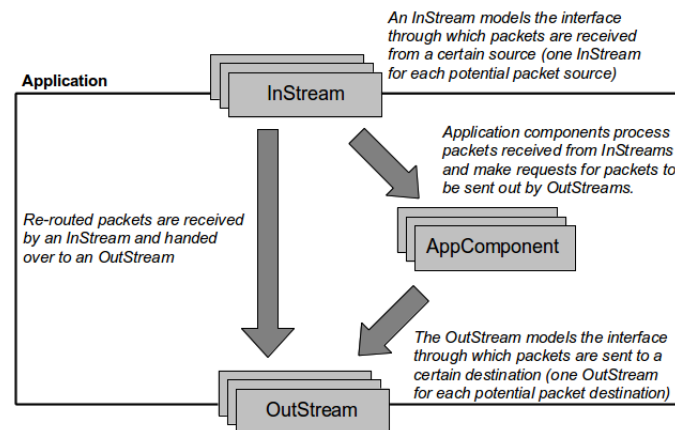 An InStream models the interface
through which packets are received
from a certain source (one InStream
for each potential packet source)
Application
InStream
Application components process
packets received from InStreams
and make requests for packets to
be sent out by OutStreams.
Re-routed packets are received
by an InStream and handed
over to an OutStream
AppComponent
The OutStream models the interface
through which packets are sent to a
certain destination (one OutStream
for each potential packet destination)
OutStream